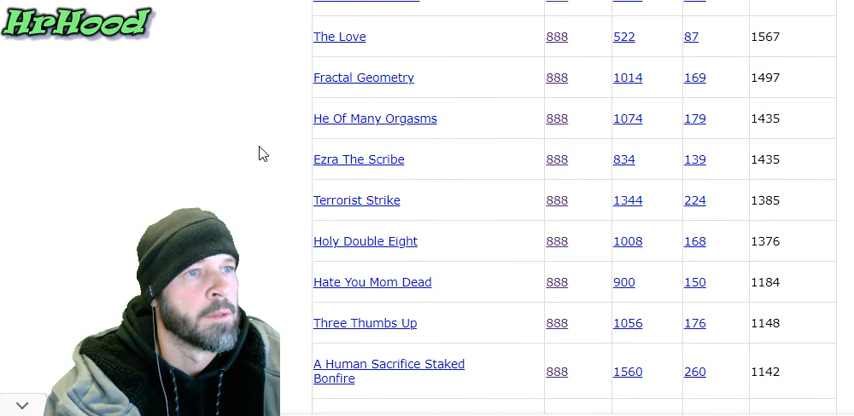 HrHood
The Love 888 522 87 1567
Fractal Geometry 888 1014 169 1497
He Of Many Orgasms 888 1074 179 1435
Ezra The Scribe 888 834 139 1435
Terrorist Strike 888 1344 224 1385
Holy Double Eight 888 1008 168 1376
Hate You Mom Dead 888 900 150 1184
Three Thumbs Up 888 1056 176 1148
A Human Sacrifice Staked
Bonfire 888 1560 260 1142